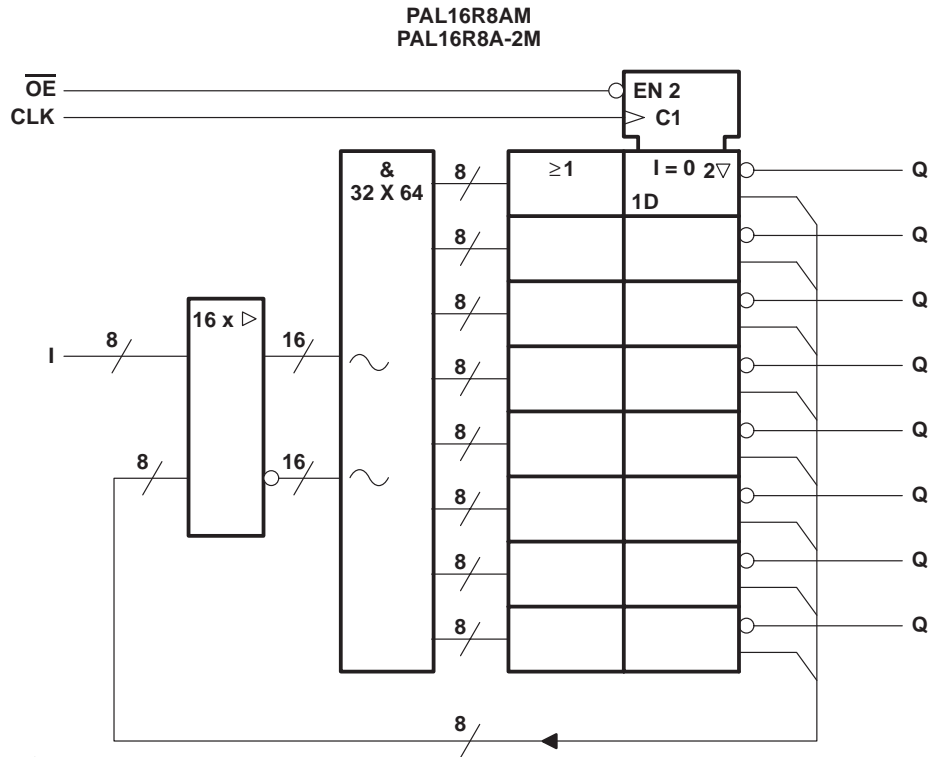 PAL16R8AM
PAL16R8A-2M
OE
CLK
EN 2
C1
&
32 X 64
8
≥1
I = 0 2▽
1D
Q
8
Q
8
Q
16 x ▷
I
8
16
8
Q
8
Q
8
16
8
Q
8
Q
8
Q
8